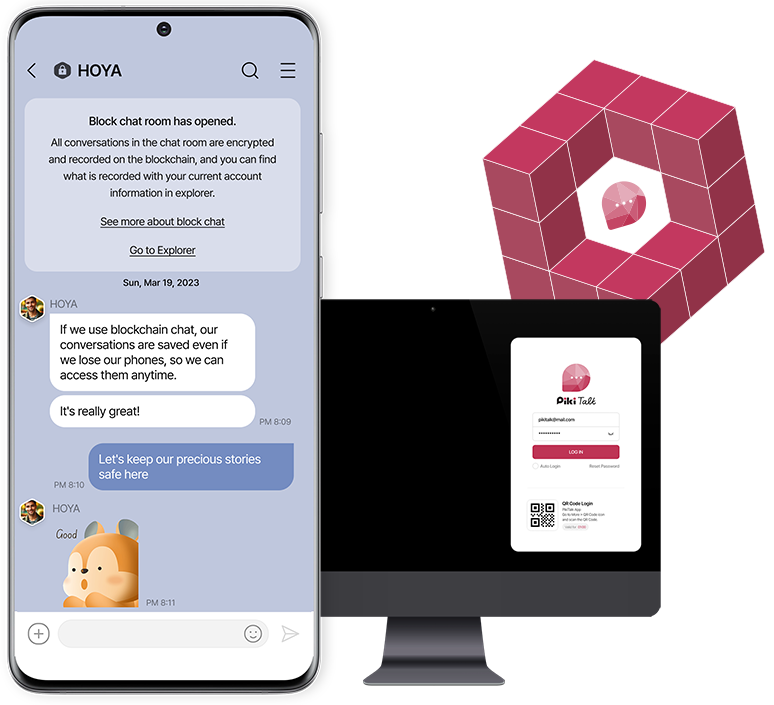 HOYA
Block chat room has opened.
All conversations in the chat room are encrypted
and recorded on the blockchain, and you can find
what is recorded with your current account
information in explorer.
See more about block chat
Go to Explorer
Sun, Mar 19, 2023
HOYA
If we use blockchain chat, our
conversations are saved even if
we lose our phones, so we can
access them anytime.
It's really great!
PM 8:09
Let's keep our precious stories
safe here
PM 8:10
HOYA
Good
PM 8:11
Piki Talk
pikitalk@mail.com
LOG IN
Auto Login
Reset Password
QR Code Login
PikiTalk App
Go to More > QR Code icon
and scan the QR Code.